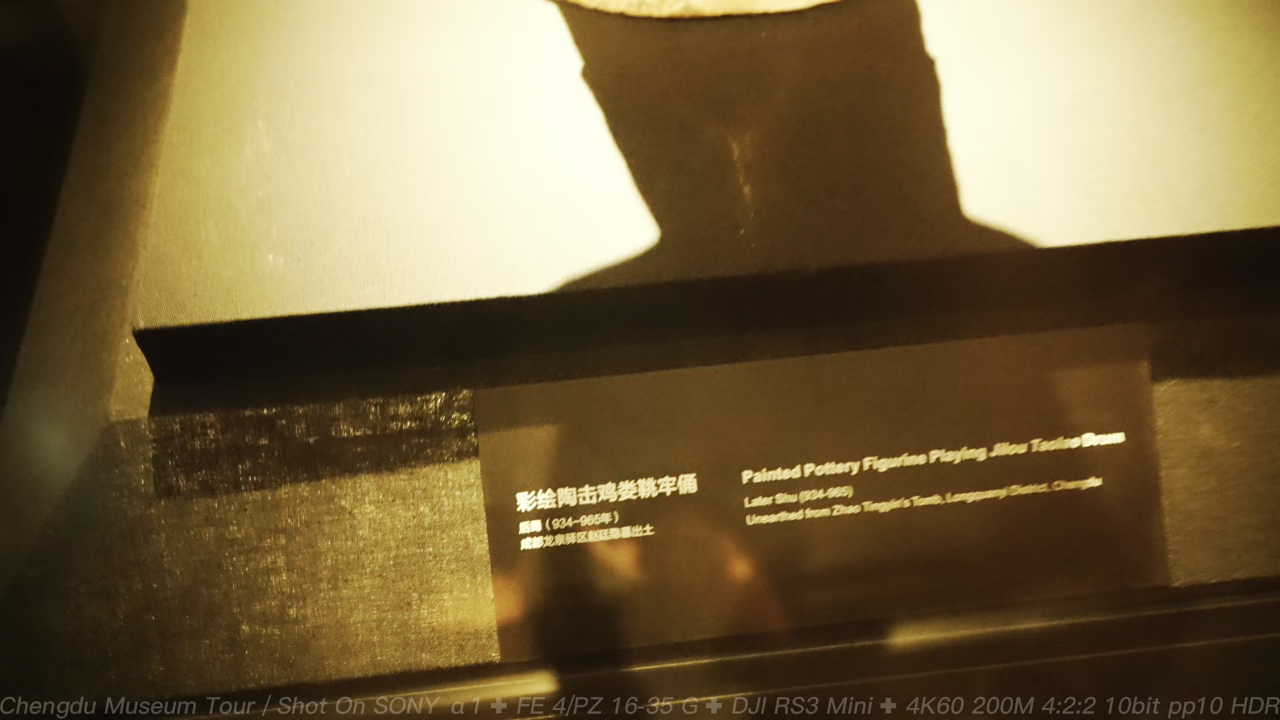 彩绘陶击鸡娄鞉牢俑
后蜀（934-965年）
成都龙泉驿区赵廷隐墓出土
Painted Pottery Figurine Playing Jilou Taolao Drum
Later Shu (934-965)
Unearthed from Zhao Tingyin's Tomb, Longquanyi District, Chengdu
Chengdu Museum Tour / Shot On SONY α1 ✚ FE 4/PZ 16-35 G ✚ DJI RS3 Mini ✚ 4K60 200M 4:2:2 10bit pp10 HDR